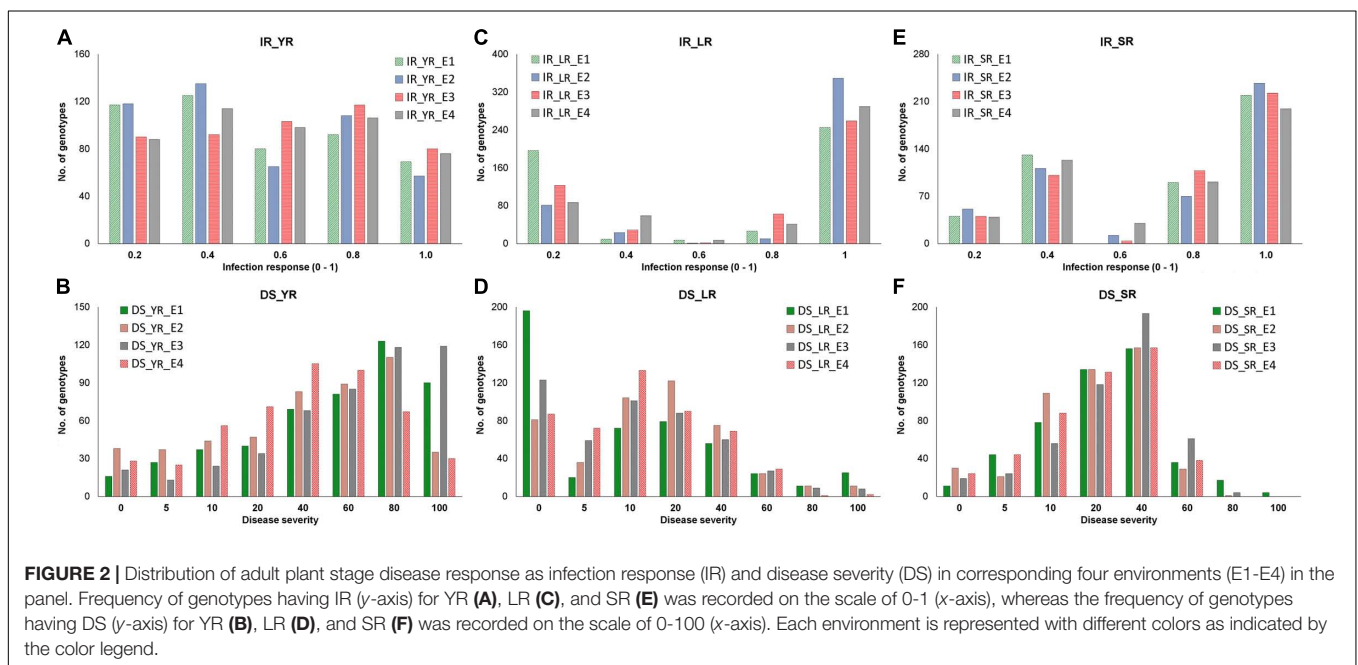 A
IR_YR
160
120
80
40
0
No. of genotypes
IR_YR_E1
IR_YR_E2
IR_YR_E3
IR_YR_E4
0.2 0.4 0.6 0.8 1.0
Infection response (0 - 1)
C
IR_LR
400
320
240
160
80
0
No. of genotypes
IR_LR_E1
IR_LR_E2
IR_LR_E3
IR_LR_E4
0.2 0.4 0.6 0.8 1
Infection response (0 - 1)
E
IR_SR
280
210
140
70
0
No. of genotypes
IR_SR_E1
IR_SR_E2
IR_SR_E3
IR_SR_E4
0.2 0.4 0.6 0.8 1.0
Infection response (0 - 1)
B
DS_YR
150
120
90
60
30
0
No. of genotypes
DS_YR_E1
DS_YR_E2
DS_YR_E3
DS_YR_E4
0 5 10 20 40 60 80 100
Disease severity
D
DS_LR
200
160
120
80
40
0
No. of genotypes
DS_LR_E1
DS_LR_E2
DS_LR_E3
DS_LR_E4
0 5 10 20 40 60 80 100
Disease severity
F
DS_SR
200
160
120
80
40
0
No. of genotypes
DS_SR_E1
DS_SR_E2
DS_SR_E3
DS_SR_E4
0 5 10 20 40 60 80 100
Disease severity
FIGURE 2 | Distribution of adult plant stage disease response as infection response (IR) and disease severity (DS) in corresponding four environments (E1-E4) in the
panel. Frequency of genotypes having IR (y-axis) for YR (A), LR (C), and SR (E) was recorded on the scale of 0-1 (x-axis), whereas the frequency of genotypes
having DS (y-axis) for YR (B), LR (D), and SR (F) was recorded on the scale of 0-100 (x-axis). Each environment is represented with different colors as indicated by
the color legend.